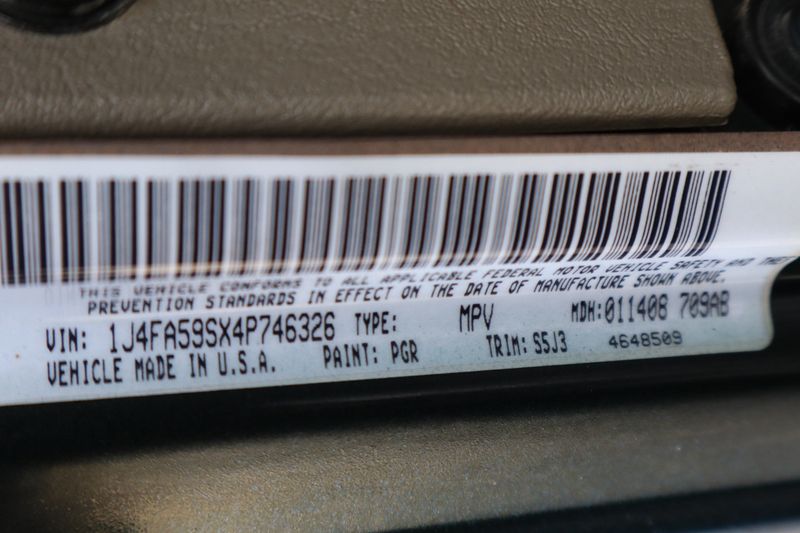 THIS VEHICLE CONFORMS TO ALL APPLICABLE FEDERAL MOTOR VEHICLE SAFETY AND THEFT
PREVENTION STANDARDS IN EFFECT ON THE DATE OF MANUFACTURE SHOWN ABOVE.
VIN: 1J4FA59SX4P746326 TYPE: MPV MDH:011408 709AB
VEHICLE MADE IN U.S.A. PAINT: PGR TRIM: S5J3 4648509